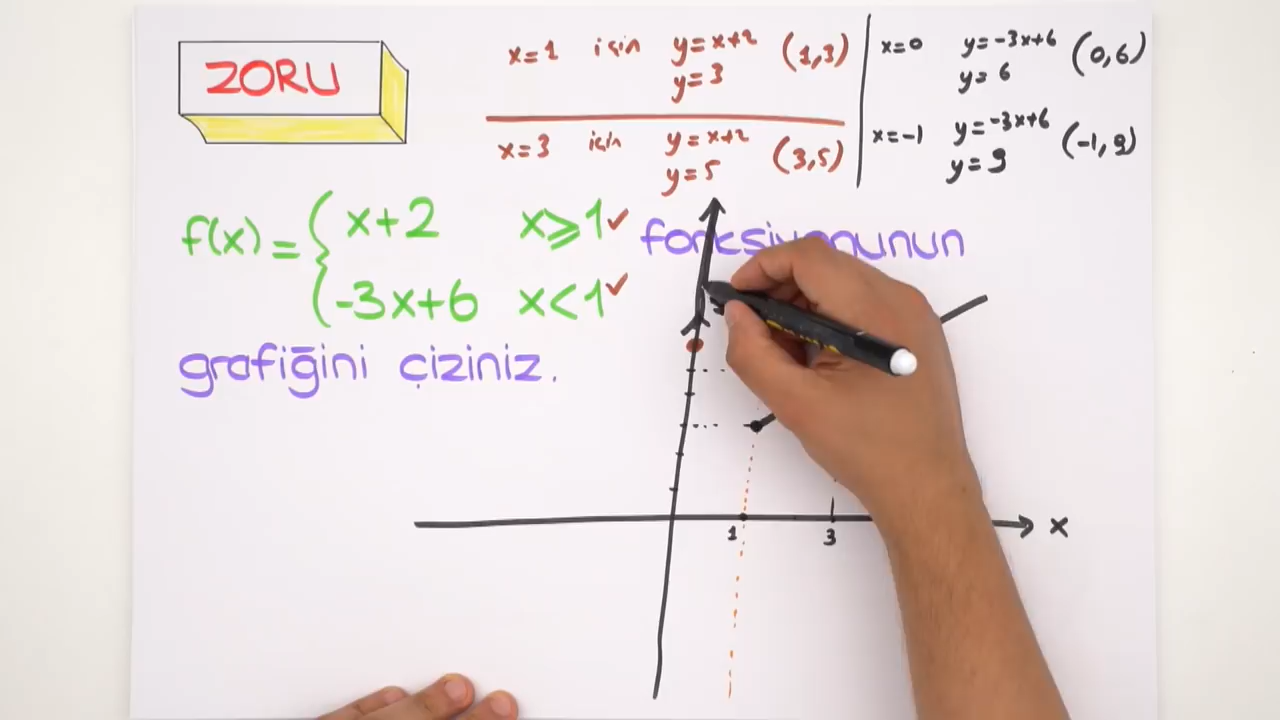 ZORU
x=1 için y=x+2 (1,3)
y=3
x=3 için y=x+2 (3,5)
y=5
x=0 y=-3x+6 (0,6)
y=6
x=-1 y=-3x+6 (-1,9)
y=9
f(x)= { x+2 x⩾1✓ fonksiyonunun
-3x+6 x<1✓
grafiğini çiziniz.
1 3 x